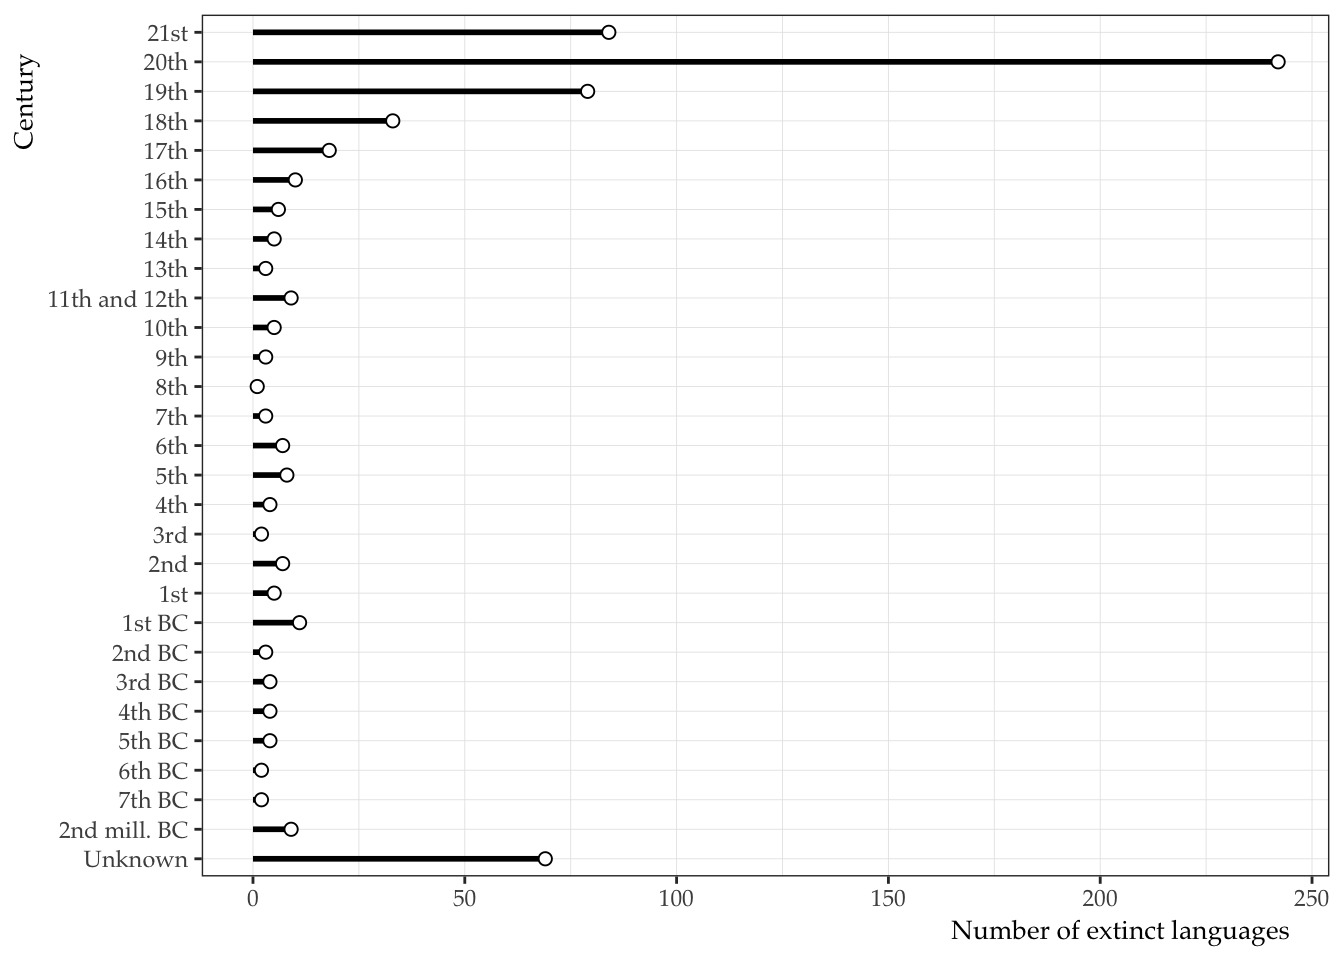 Century
21st
20th
19th
18th
17th
16th
15th
14th
13th
11th and 12th
10th
9th
8th
7th
6th
5th
4th
3rd
2nd
1st
1st BC
2nd BC
3rd BC
4th BC
5th BC
6th BC
7th BC
2nd mill. BC
Unknown
0 50 100 150 200 250
Number of extinct languages